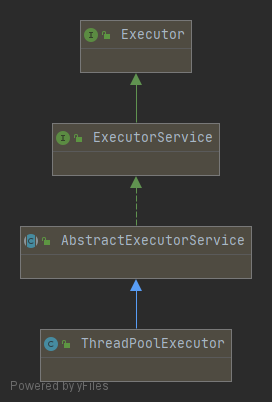 I Executor
I ExecutorService
C AbstractExecutorService
C ThreadPoolExecutor
Powered by yFiles